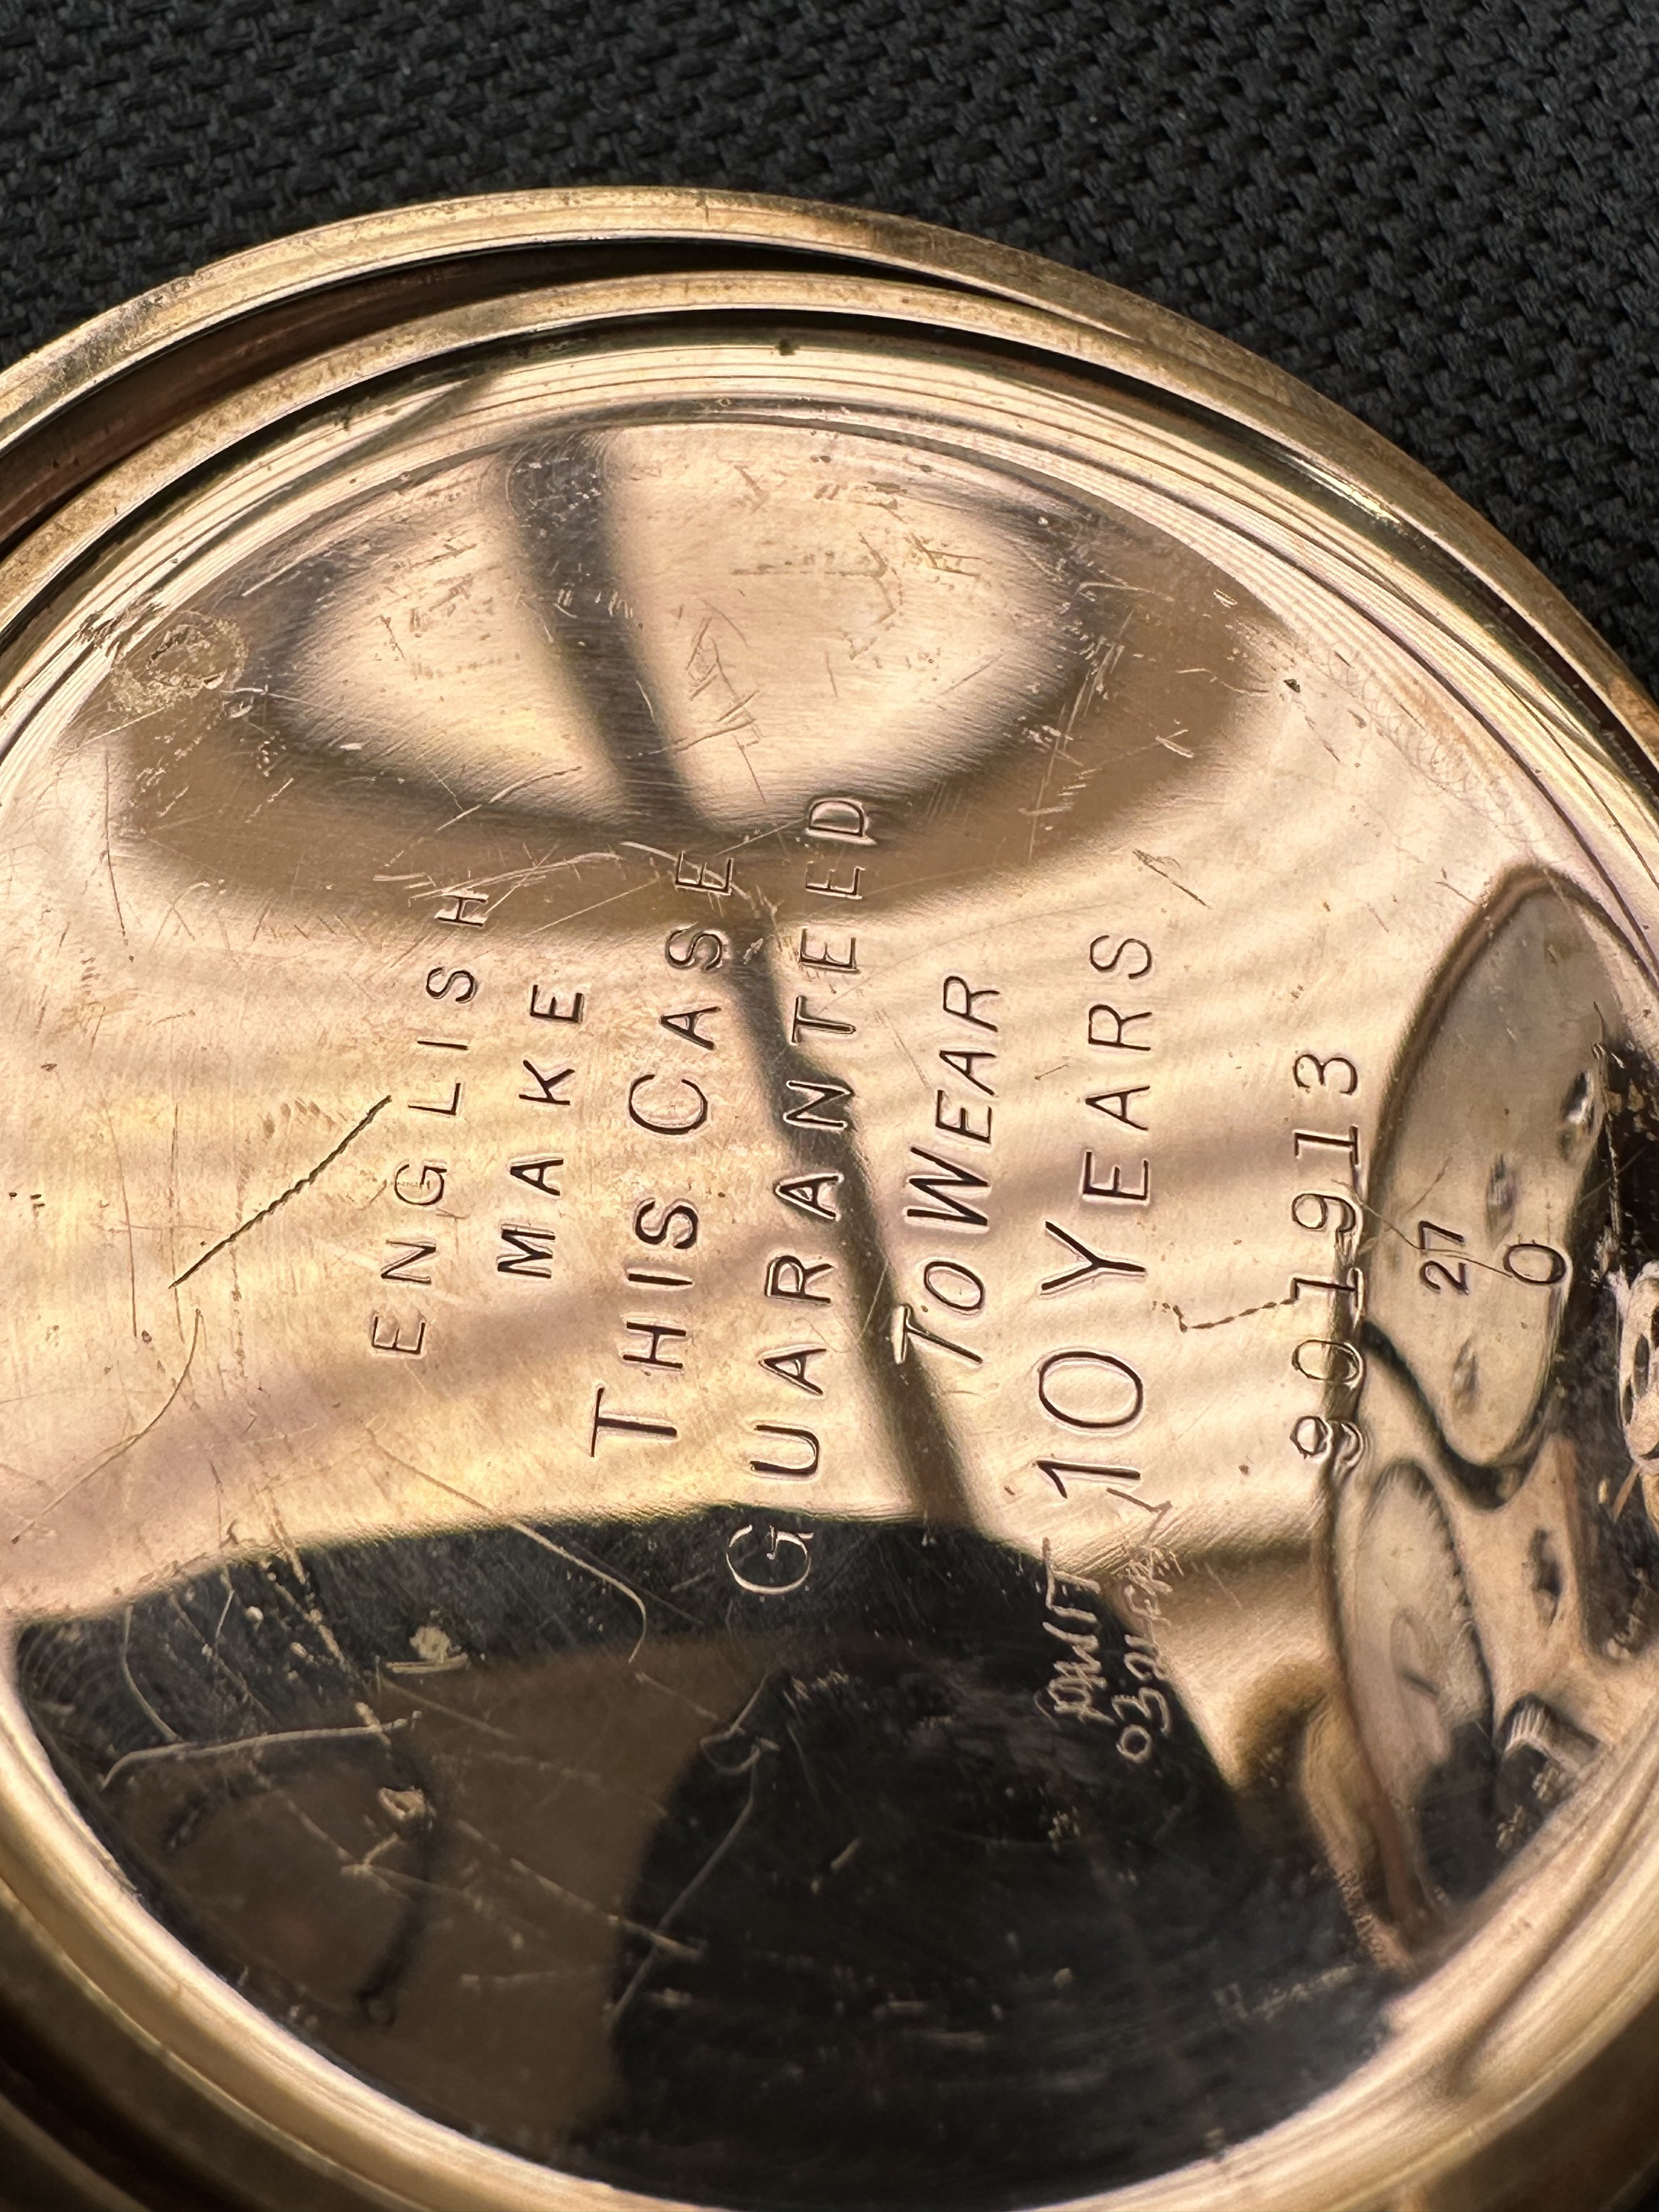 ENGLISH
MAKE
THIS CASE
GUARANTEED
TO WEAR
10 YEARS
901913
27
0